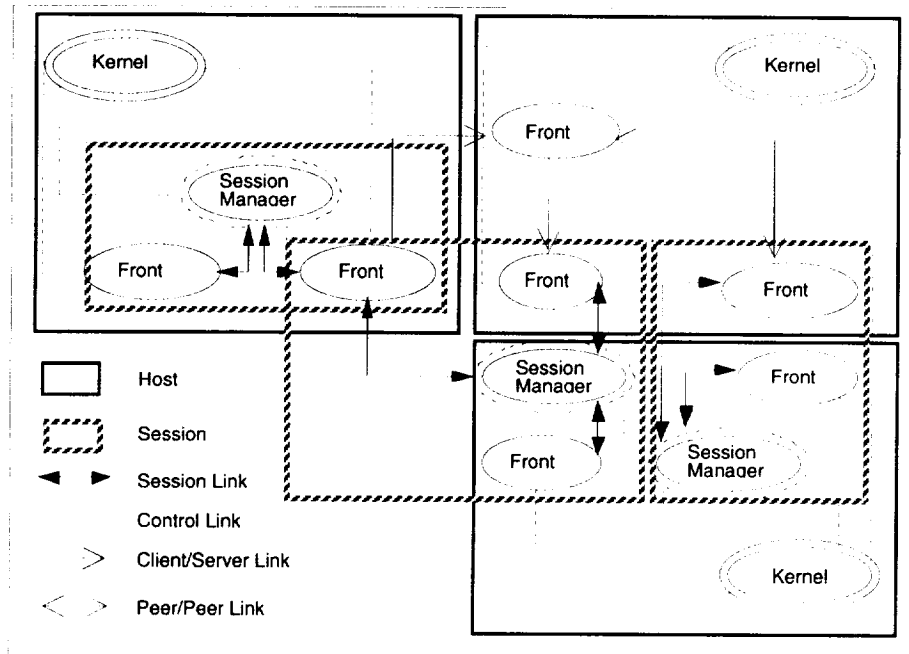 Kernel
Kernel
Front
Session
Manager
Front
Front
Front
Front
Session
Manager
Front
Front
Session
Manager
Kernel
Host
Session
Session Link
Control Link
Client/Server Link
Peer/Peer Link